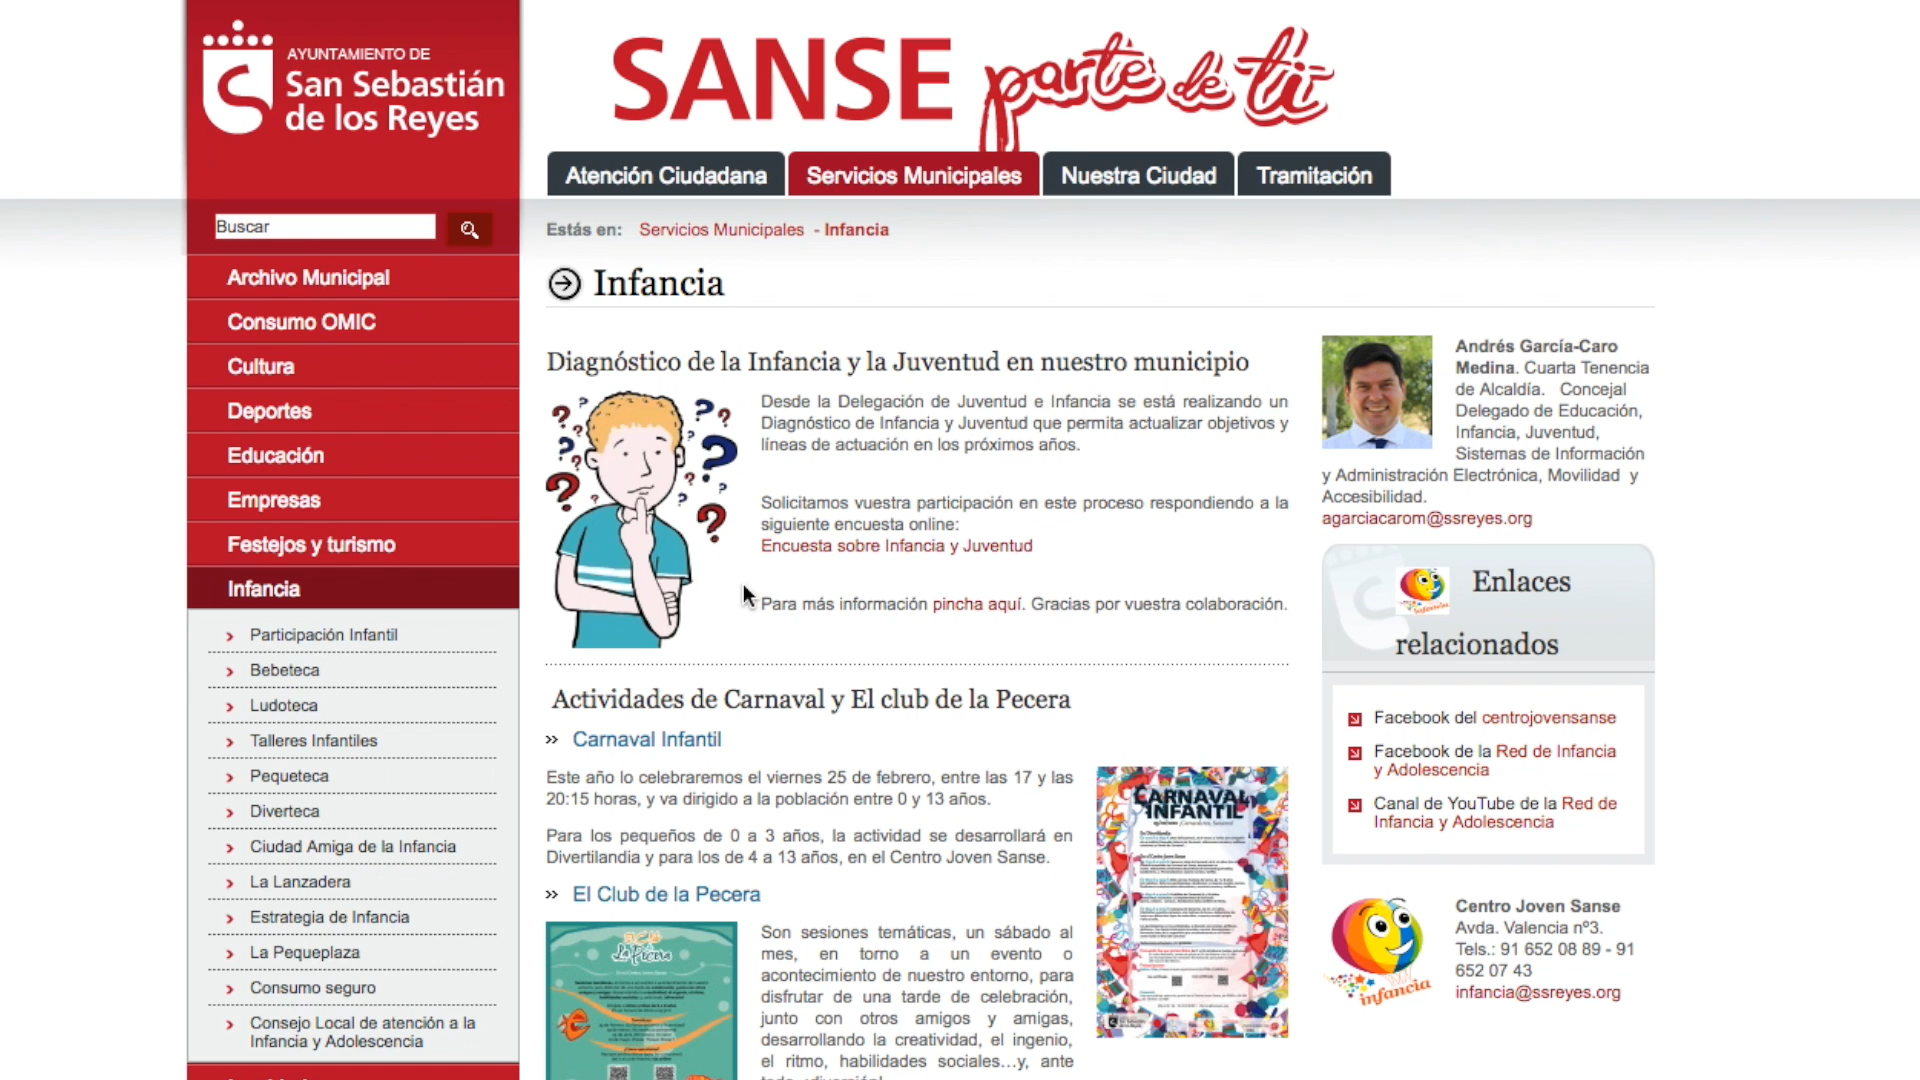 AYUNTAMIENTO DE
San Sebastián
de los Reyes
SANSE parte de ti
Atención Ciudadana
Servicios Municipales
Nuestra Ciudad
Tramitación
Buscar
Estás en: Servicios Municipales - Infancia
Archivo Municipal
Consumo OMIC
Cultura
Deportes
Educación
Empresas
Festejos y turismo
Infancia
Participación Infantil
Bebeteca
Ludoteca
Talleres Infantiles
Pequeteca
Diverteca
Ciudad Amiga de la Infancia
La Lanzadera
Estrategia de Infancia
La Pequeplaza
Consumo seguro
Consejo Local de atención a la
Infancia y Adolescencia
Infancia
Diagnóstico de la Infancia y la Juventud en nuestro municipio
Desde la Delegación de Juventud e Infancia se está realizando un
Diagnóstico de Infancia y Juventud que permita actualizar objetivos y
líneas de actuación en los próximos años.
Solicitamos vuestra participación en este proceso respondiendo a la
siguiente encuesta online:
Encuesta sobre Infancia y Juventud
Para más información pincha aquí. Gracias por vuestra colaboración.
Actividades de Carnaval y El club de la Pecera
Carnaval Infantil
Este año lo celebraremos el viernes 25 de febrero, entre las 17 y las
20:15 horas, y va dirigido a la población entre 0 y 13 años.
Para los pequeños de 0 a 3 años, la actividad se desarrollará en
Divertilandia y para los de 4 a 13 años, en el Centro Joven Sanse.
CARNAVAL
INFANTIL
El Club de la Pecera
La Pecera
Son sesiones temáticas, un sábado al
mes, en torno a un evento o
acontecimiento de nuestro entorno, para
disfrutar de una tarde de celebración,
junto con otros amigos y amigas,
desarrollando la creatividad, el ingenio,
el ritmo, habilidades sociales...y, ante
Andrés García-Caro
Medina. Cuarta Tenencia
de Alcaldía. Concejal
Delegado de Educación,
Infancia, Juventud,
Sistemas de Información
y Administración Electrónica, Movilidad y
Accesibilidad.
agarciacarom@ssreyes.org
infancia
Enlaces
relacionados
Facebook del centrojovensanse
Facebook de la Red de Infancia
y Adolescencia
Canal de YouTube de la Red de
Infancia y Adolescencia
infancia
Centro Joven Sanse
Avda. Valencia nº3.
Tels.: 91 652 08 89 - 91
652 07 43
infancia@ssreyes.org